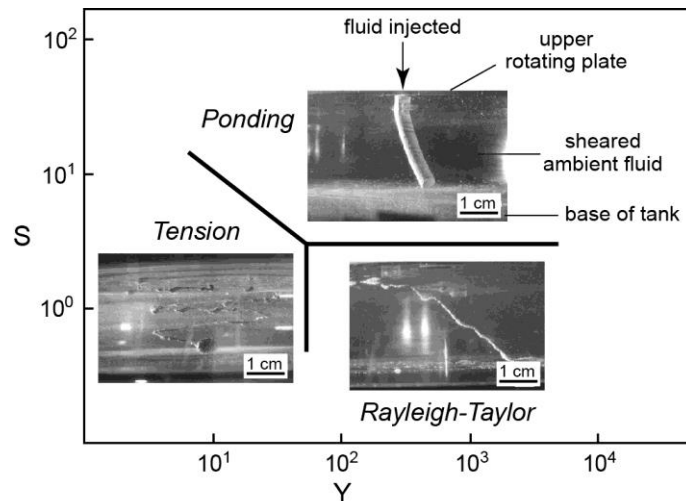 10²
fluid injected
upper
rotating plate
Ponding
sheared
ambient fluid
10¹
1 cm
base of tank
S
Tension
10⁰
1 cm
1 cm
Rayleigh-Taylor
10¹
10²
10³
10⁴
Y